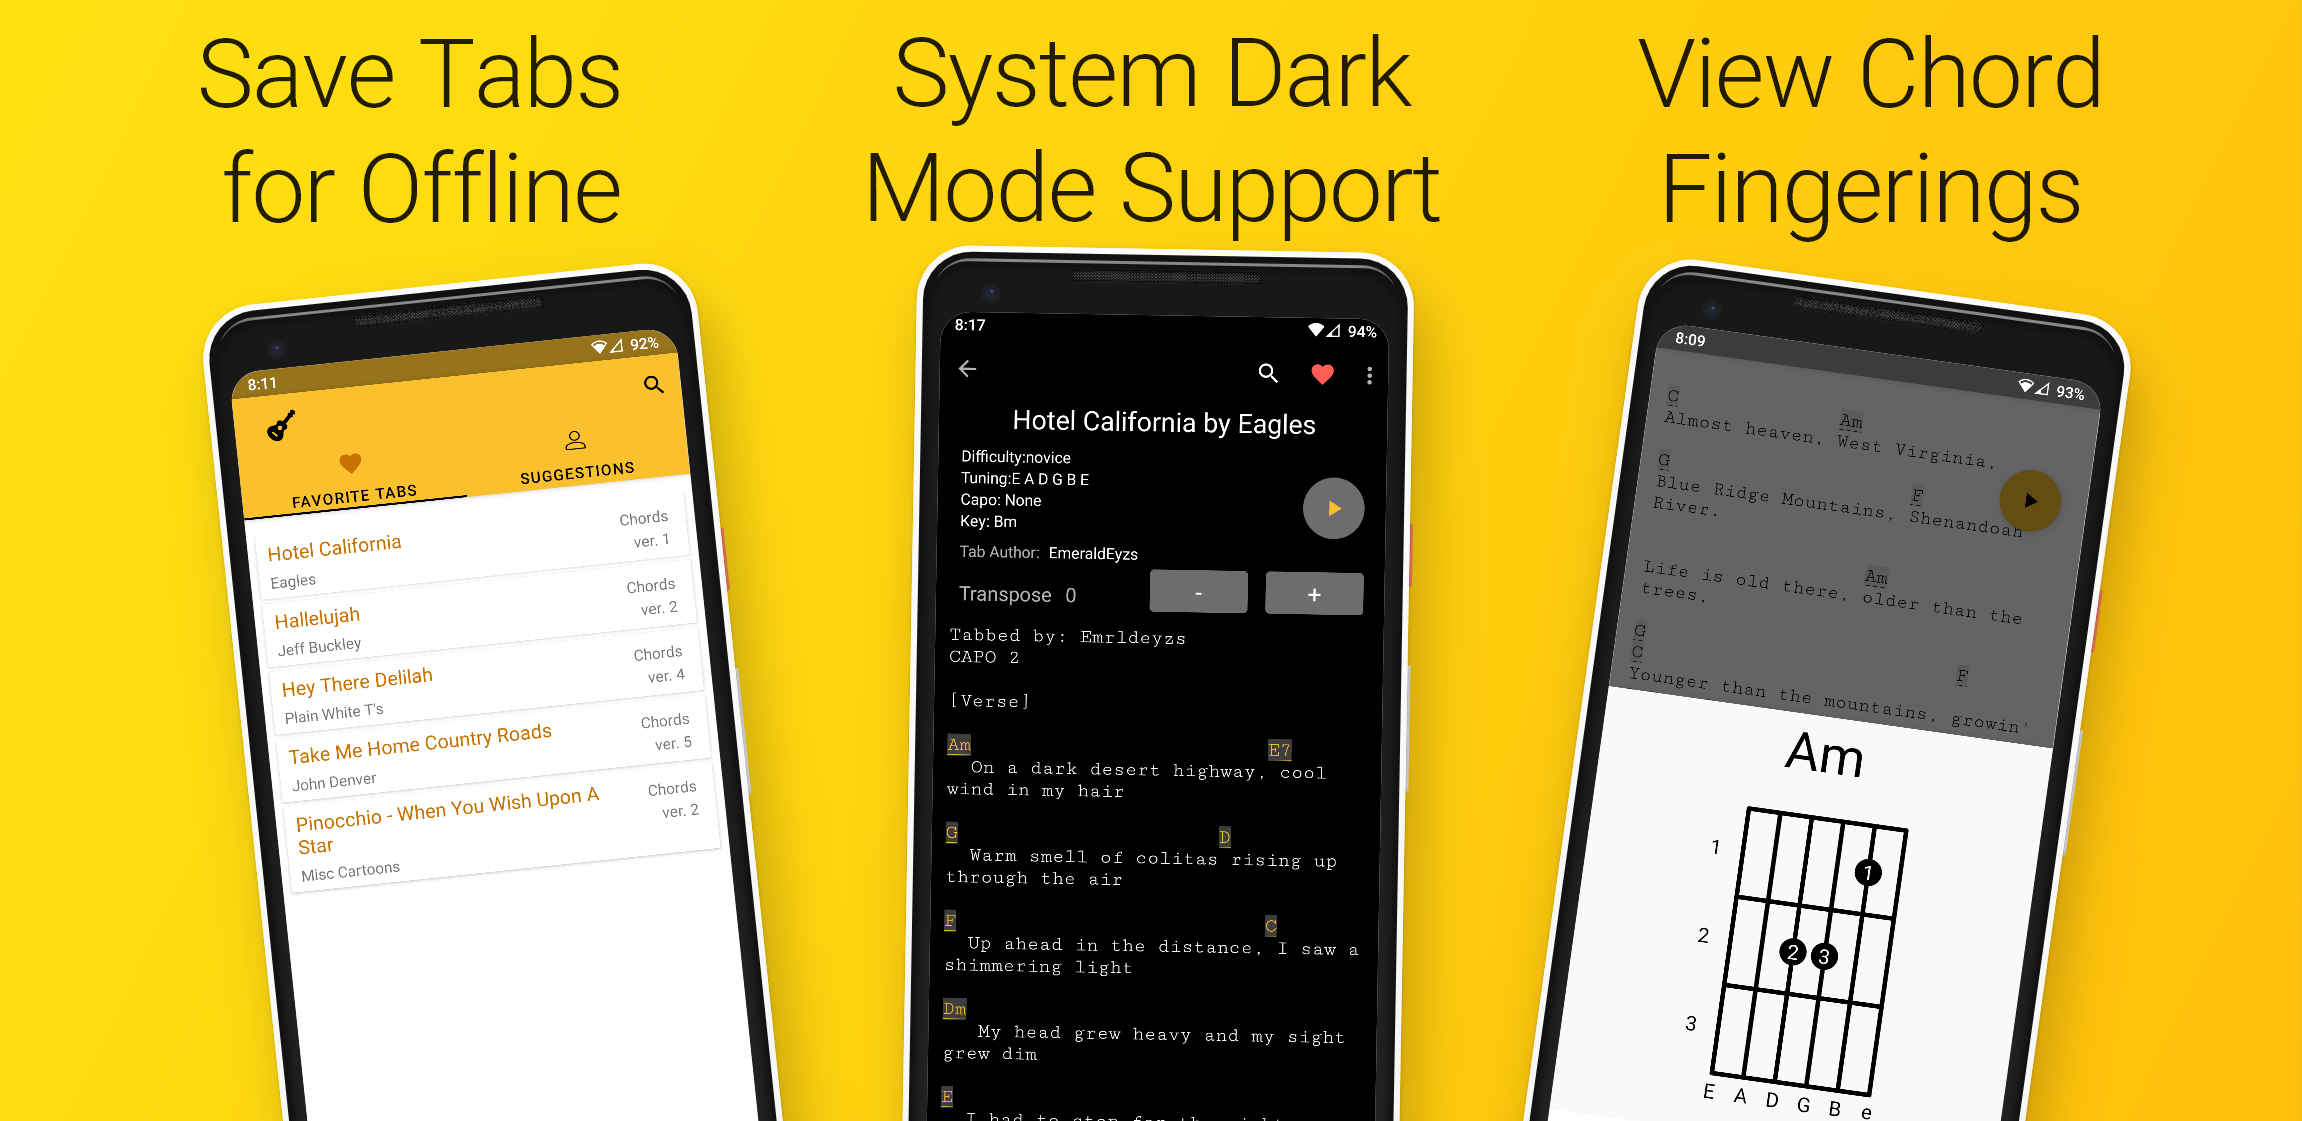 Save Tabs
for Offline
System Dark
Mode Support
View Chord
Fingerings
8:11
92%
FAVORITE TABS
SUGGESTIONS
Hotel California
Chords
Eagles
ver. 1
Hallelujah
Chords
Jeff Buckley
ver. 2
Hey There Delilah
Chords
Plain White T's
ver. 4
Take Me Home Country Roads
Chords
John Denver
ver. 5
Pinocchio - When You Wish Upon A
Star
Chords
Misc Cartoons
ver. 2
8:17
94%
Hotel California by Eagles
Difficulty:novice
Tuning:E A D G B E
Capo: None
Key: Bm
Tab Author: EmeraldEyzs
Transpose 0
-
+
Tabbed by: Emrldeyzs
CAPO 2
[Verse]
Am E7
On a dark desert highway, cool
wind in my hair
G D
Warm smell of colitas rising up
through the air
F C
Up ahead in the distance, I saw a
shimmering light
Dm
My head grew heavy and my sight
grew dim
E
I had to stop for the
8:09
93%
C Am
Almost heaven, West Virginia,
G F
Blue Ridge Mountains, Shenandoah
River.
Am
Life is old there, older than the
trees,
G
C F
Younger than the mountains, growin'
Am
1
1
2
2 3
3
E A D G B e